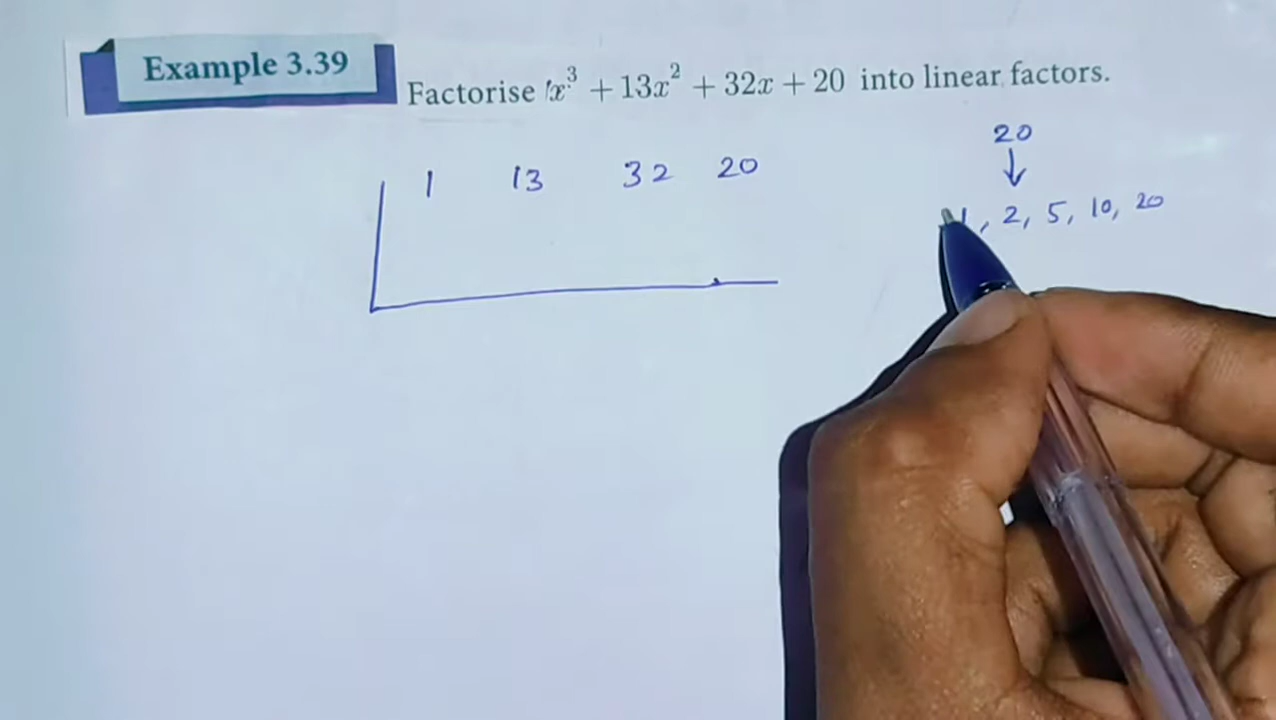 Example 3.39
Factorise x³ + 13x² + 32x + 20 into linear factors.
20
↓
1 13 32 20
1, 2, 5, 10, 20